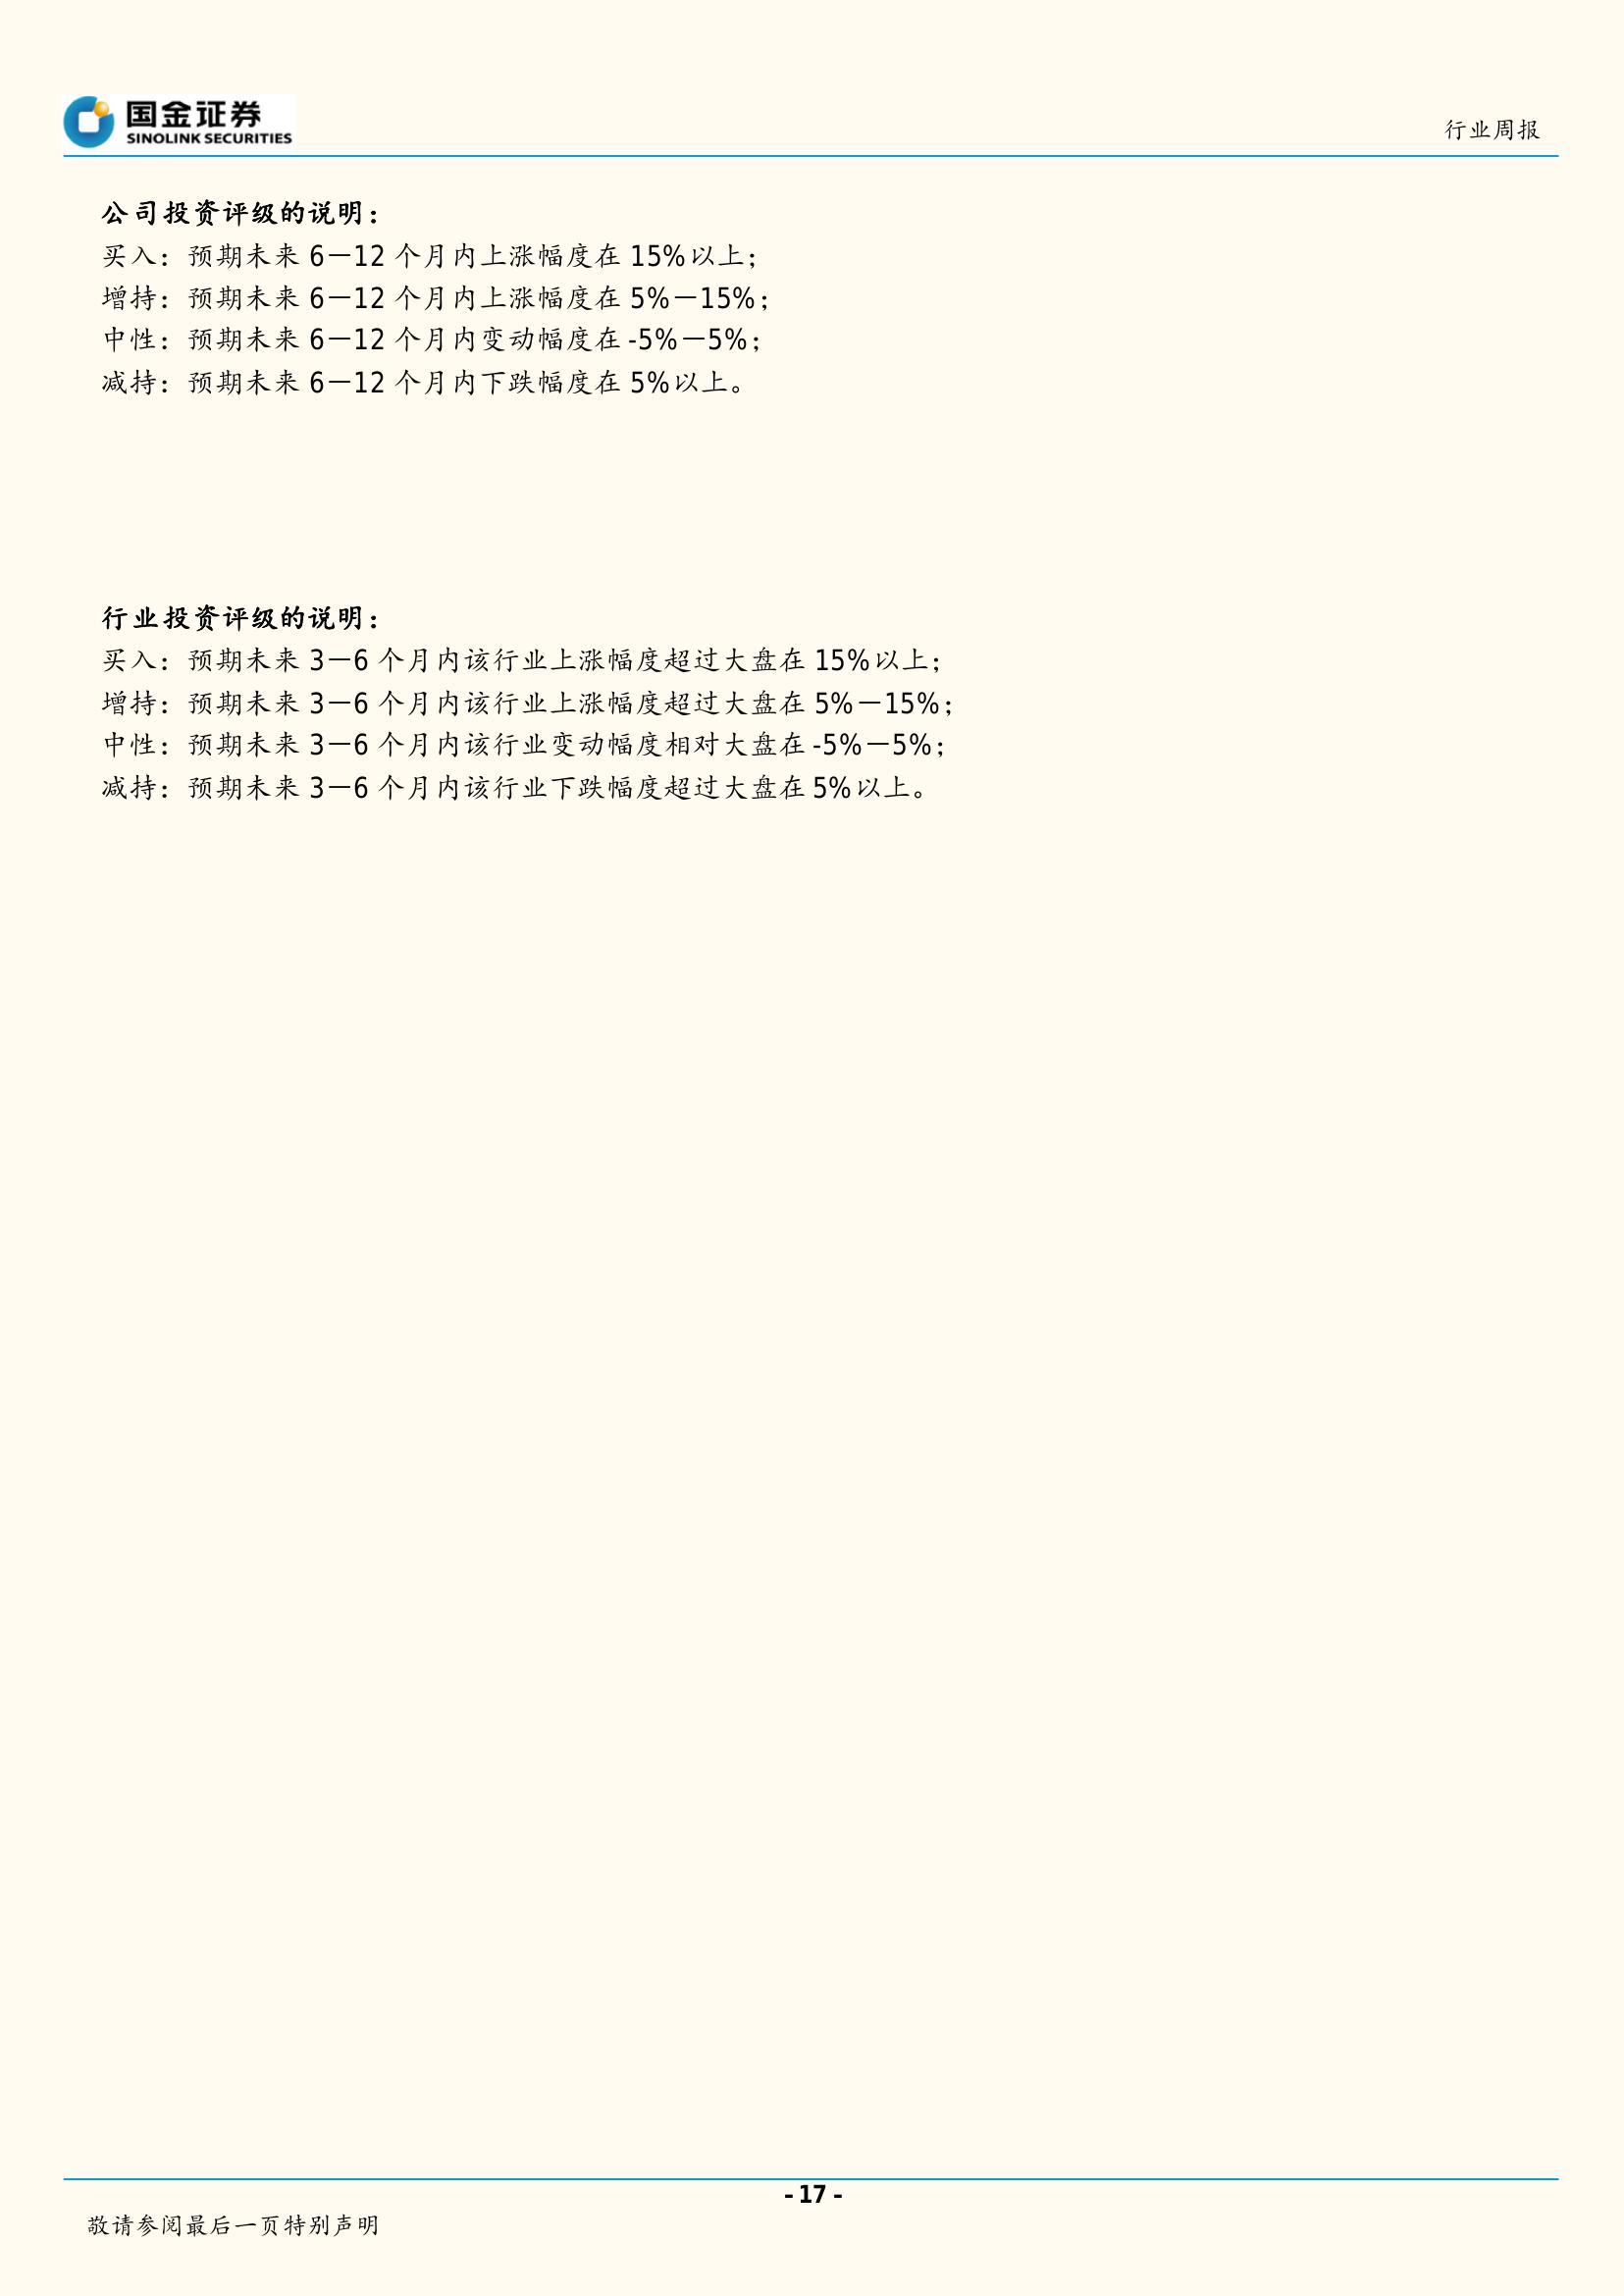 国金证券
SINOLINK SECURITIES
行业周报
公司投资评级的说明：
买入：预期未来 6－12 个月内上涨幅度在 15%以上；
增持：预期未来 6－12 个月内上涨幅度在 5%－15%；
中性：预期未来 6－12 个月内变动幅度在 -5%－5%；
减持：预期未来 6－12 个月内下跌幅度在 5%以上。
行业投资评级的说明：
买入：预期未来 3－6 个月内该行业上涨幅度超过大盘在 15%以上；
增持：预期未来 3－6 个月内该行业上涨幅度超过大盘在 5%－15%；
中性：预期未来 3－6 个月内该行业变动幅度相对大盘在 -5%－5%；
减持：预期未来 3－6 个月内该行业下跌幅度超过大盘在 5%以上。
- 17 -
敬请参阅最后一页特别声明